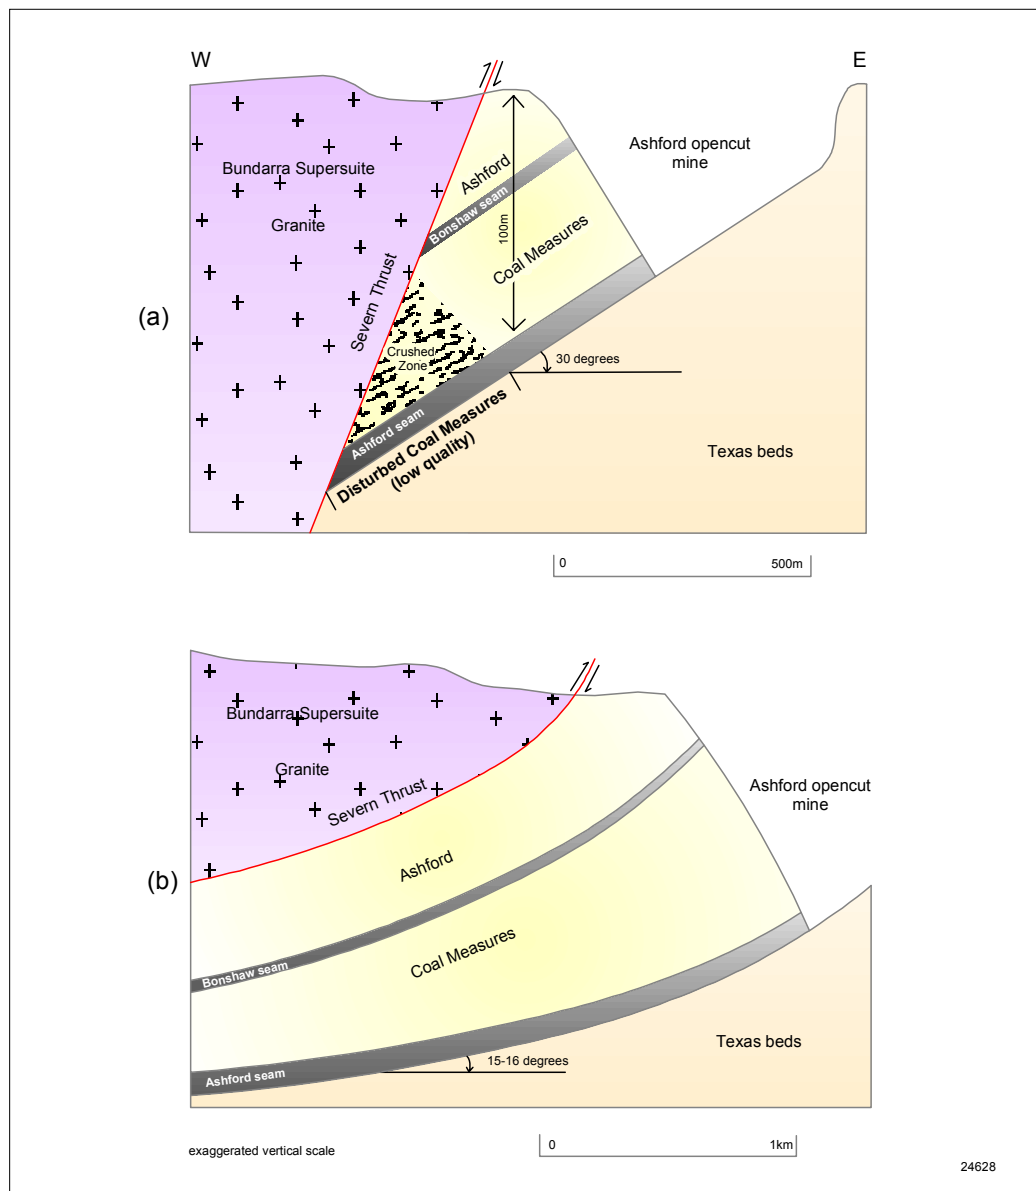 W
E
Ashford opencut
mine
Bundarra Supersuite
Granite
Severn Thrust
Ashford
Bonshaw seam
100m
Coal Measures
(a)
Crushed
Zone
30 degrees
Ashford seam
Disturbed Coal Measures
(low quality)
Texas beds
0
500m
Bundarra Supersuite
Granite
Severn Thrust
Ashford opencut
mine
Ashford
(b)
Coal Measures
Bonshaw seam
Texas beds
15-16 degrees
Ashford seam
0
1km
exaggerated vertical scale
24628